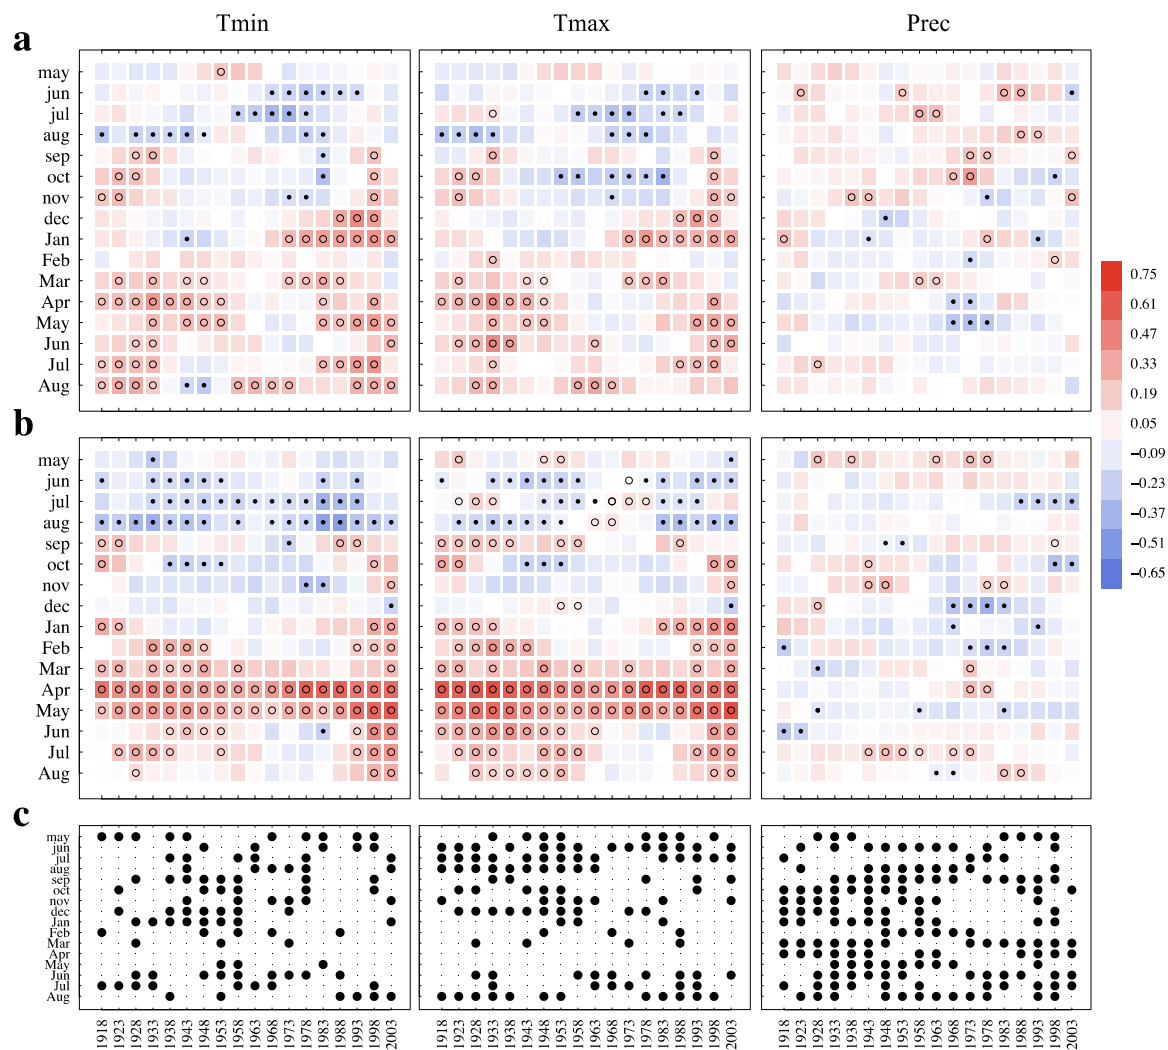 Tmin Tmax Prec
a
may
jun
jul
aug
sep
oct
nov
dec
Jan
Feb
Mar
Apr
May
Jun
Jul
Aug
0.75
0.61
0.47
0.33
0.19
0.05
−0.09
−0.23
−0.37
−0.51
−0.65
b
may
jun
jul
aug
sep
oct
nov
dec
Jan
Feb
Mar
Apr
May
Jun
Jul
Aug
c
may
jun
jul
aug
sep
oct
nov
dec
Jan
Feb
Mar
Apr
May
Jun
Jul
Aug
1918 1923 1928 1933 1938 1943 1948 1953 1958 1963 1968 1973 1978 1983 1988 1993 1998 2003
1918 1923 1928 1933 1938 1943 1948 1953 1958 1963 1968 1973 1978 1983 1988 1993 1998 2003
1918 1923 1928 1933 1938 1943 1948 1953 1958 1963 1968 1973 1978 1983 1988 1993 1998 2003